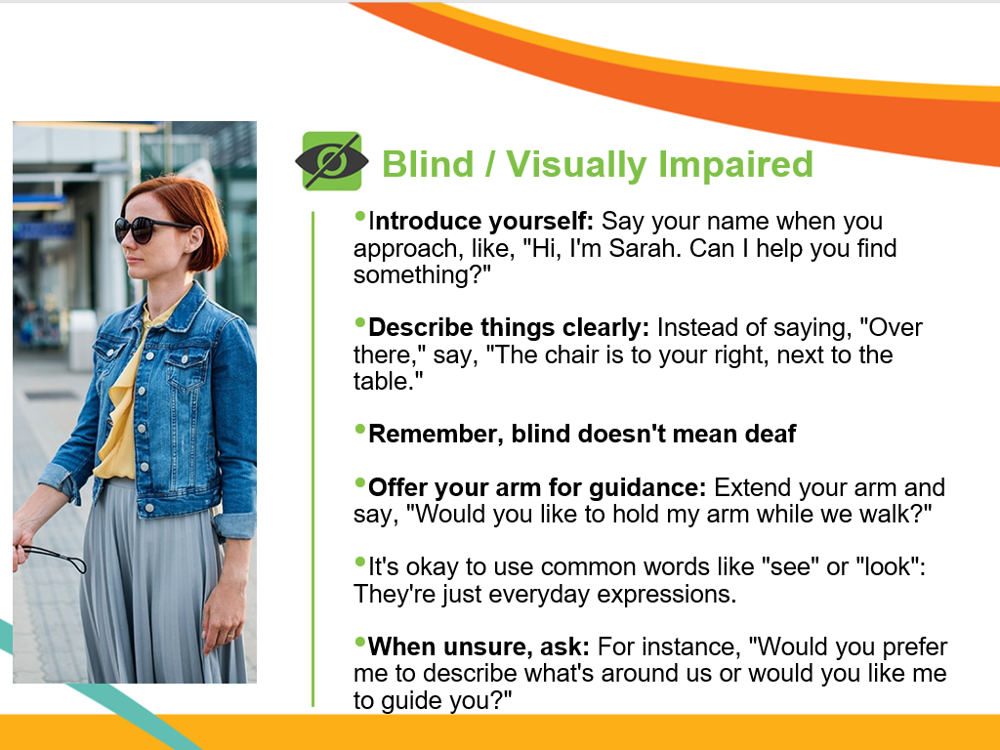 Blind / Visually Impaired
•Introduce yourself: Say your name when you
approach, like, "Hi, I'm Sarah. Can I help you find
something?"
•Describe things clearly: Instead of saying, "Over
there," say, "The chair is to your right, next to the
table."
•Remember, blind doesn't mean deaf
•Offer your arm for guidance: Extend your arm and
say, "Would you like to hold my arm while we walk?"
•It's okay to use common words like "see" or "look":
They're just everyday expressions.
•When unsure, ask: For instance, "Would you prefer
me to describe what's around us or would you like me
to guide you?"